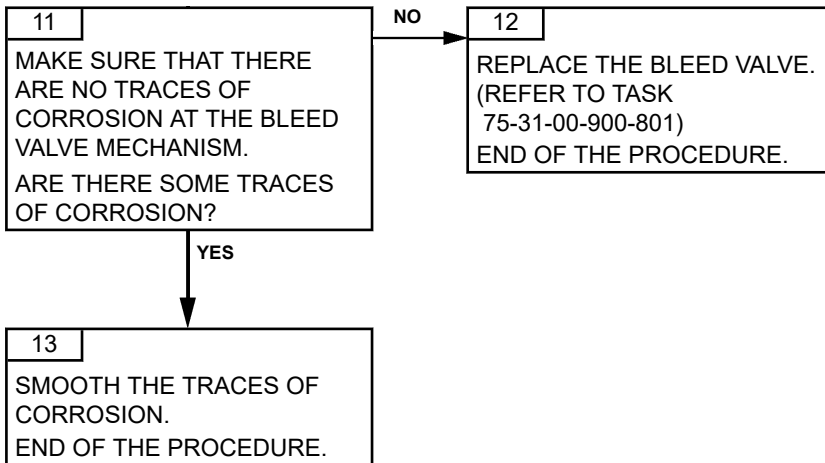 11
MAKE SURE THAT THERE
ARE NO TRACES OF
CORROSION AT THE BLEED
VALVE MECHANISM.
ARE THERE SOME TRACES
OF CORROSION?
NO
12
REPLACE THE BLEED VALVE.
(REFER TO TASK
75-31-00-900-801)
END OF THE PROCEDURE.
YES
13
SMOOTH THE TRACES OF
CORROSION.
END OF THE PROCEDURE.